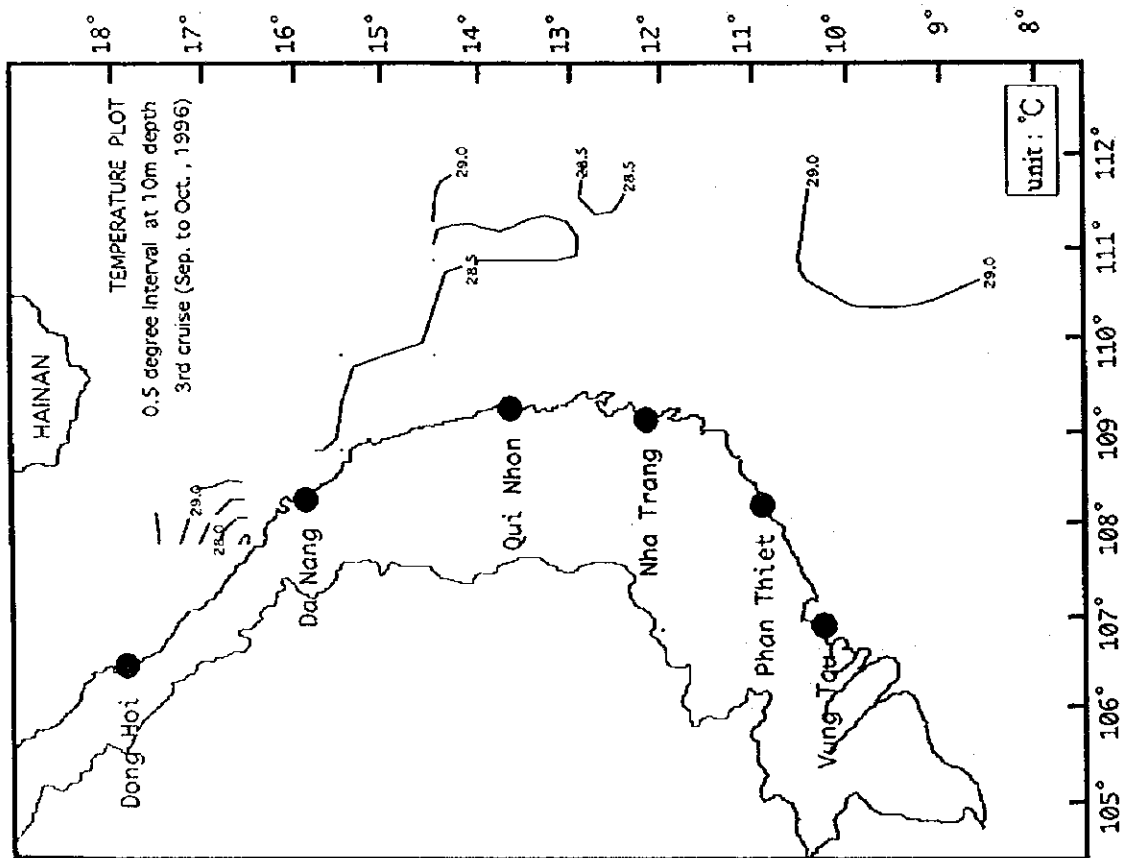 HAINAN
TEMPERATURE PLOT
0.5 degree Interval at 10m depth
3rd cruise (Sep. to Oct., 1996)
18°
17°
16°
15°
14°
13°
12°
11°
10°
9°
8°
29.0
28.0
29.0
28.5
28.5
28.5
29.0
29.0
Dong Hoi
Da Nang
Qui Nhon
Nha Trang
Phan Thiet
Vung Tau
unit: °C
105°
106°
107°
108°
109°
110°
111°
112°